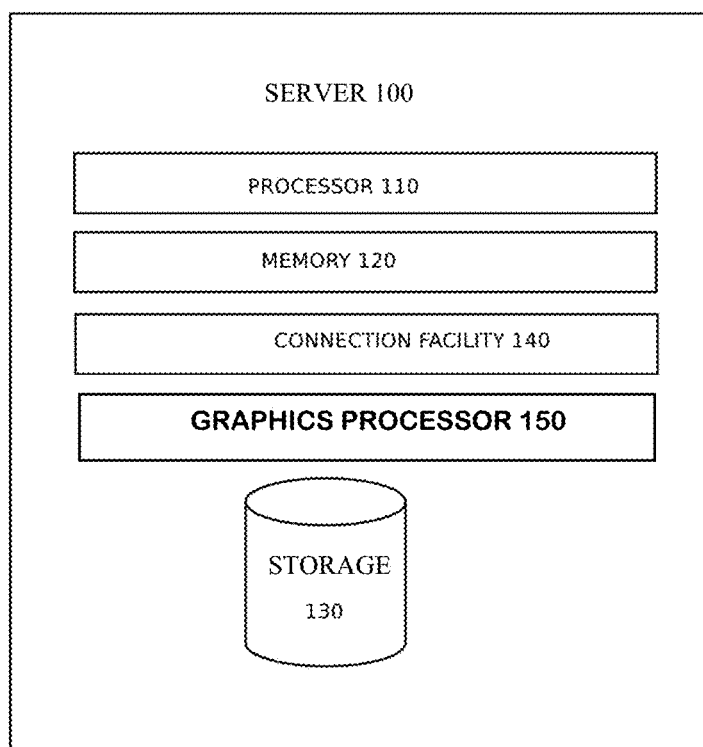 SERVER 100
PROCESSOR 110
MEMORY 120
CONNECTION FACILITY 140
GRAPHICS PROCESSOR 150
STORAGE
130